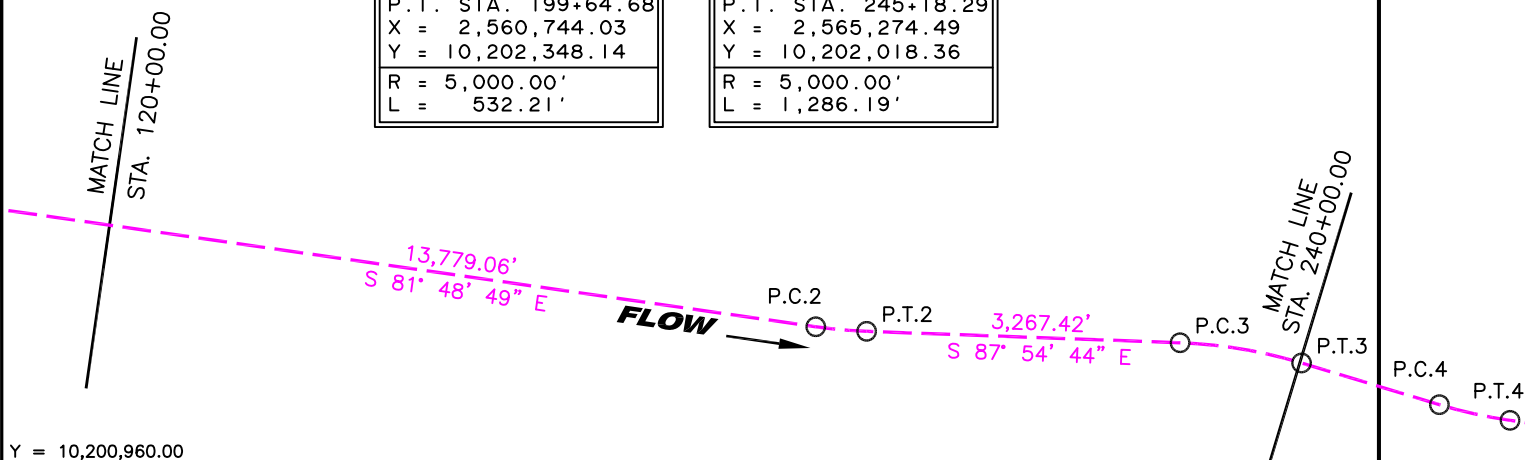 P.T. STA. 199+64.68
X = 2,560,744.03
Y = 10,202,348.14
R = 5,000.00'
L = 532.21'
P.T. STA. 245+18.29
X = 2,565,274.49
Y = 10,202,018.36
R = 5,000.00'
L = 1,286.19'
MATCH LINE
STA. 120+00.00
13,779.06'
S 81° 48' 49" E
FLOW
P.C.2
P.T.2
3,267.42'
S 87° 54' 44" E
P.C.3
MATCH LINE
STA. 240+00.00
P.T.3
P.C.4
P.T.4
Y = 10,200,960.00